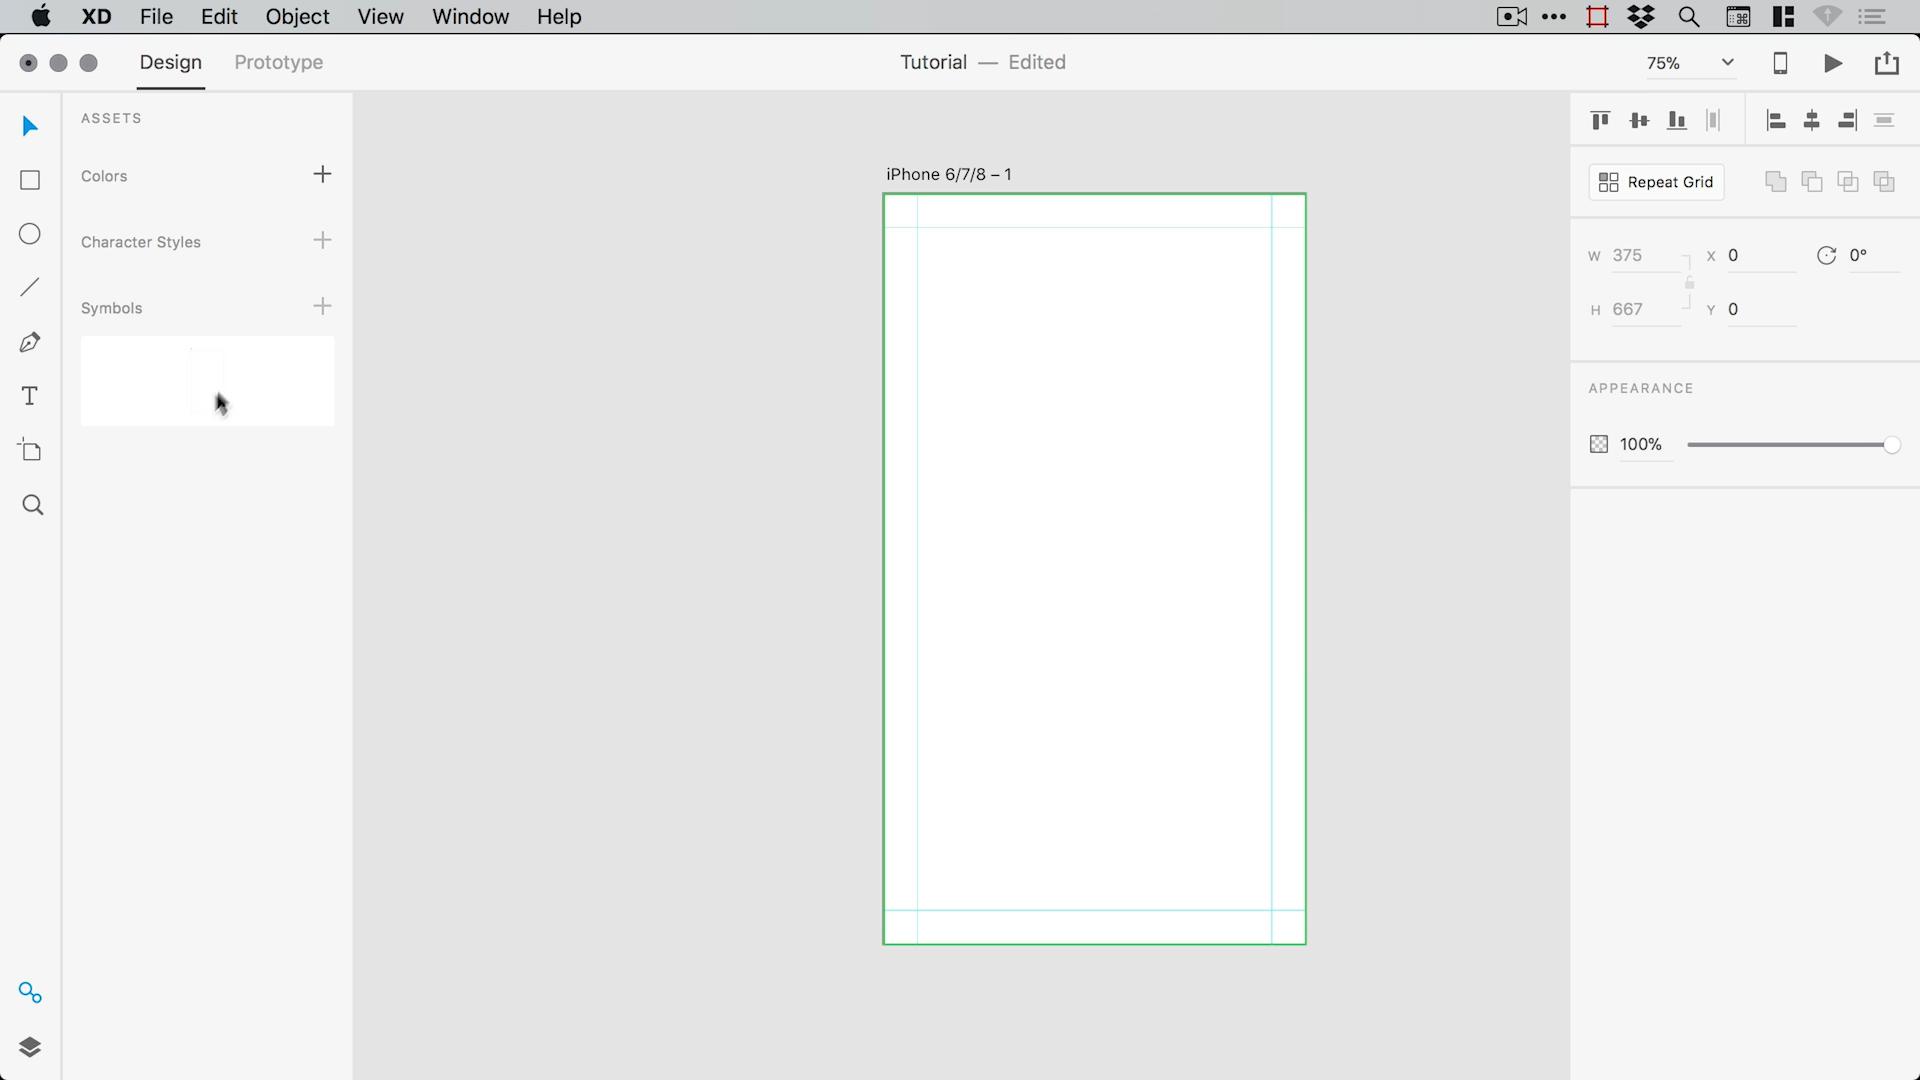 XD File Edit Object View Window Help
Design Prototype
Tutorial — Edited
75%
ASSETS
Colors
Character Styles
Symbols
iPhone 6/7/8 – 1
Repeat Grid
W 375 X 0 0°
H 667 Y 0
APPEARANCE
100%
T